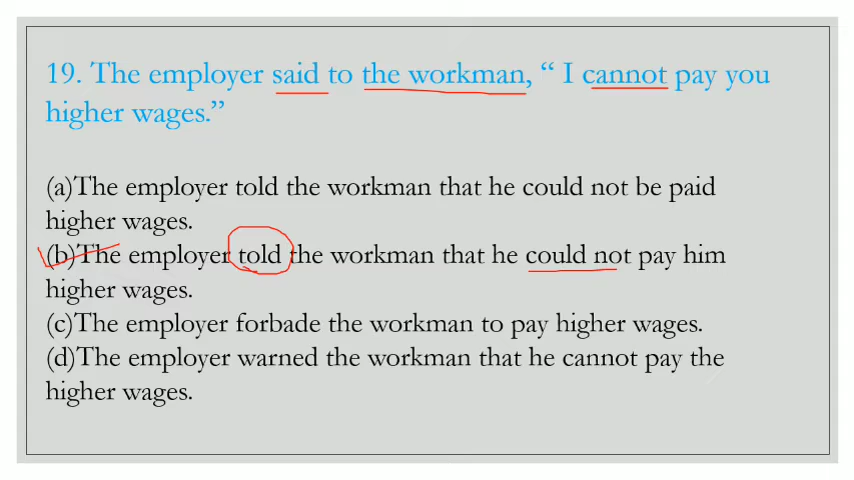 19. The employer said to the workman, “ I cannot pay you
higher wages.”
(a)The employer told the workman that he could not be paid
higher wages.
(b)The employer told the workman that he could not pay him
higher wages.
(c)The employer forbade the workman to pay higher wages.
(d)The employer warned the workman that he cannot pay the
higher wages.